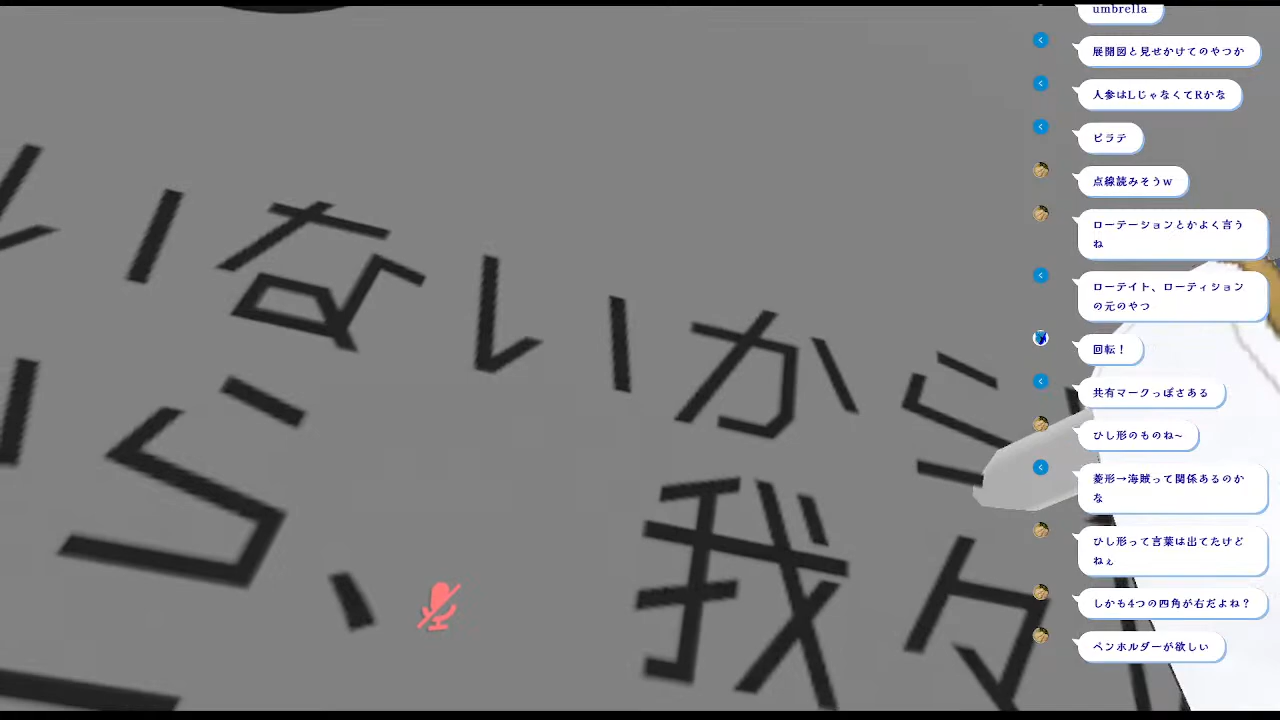 いないから
ら、
我々
umbrella
展開図と見せかけてのやつか
人参はLじゃなくてRかな
ピラテ
点線読みそうw
ローテーションとかよく言う
ね
ローテイト、ローティション
の元のやつ
回転！
共有マークっぽさある
ひし形のものね~
菱形→海賊って関係あるのか
な
ひし形って言葉は出てたけど
ねぇ
しかも4つの四角が右だよね？
ペンホルダーが欲しい